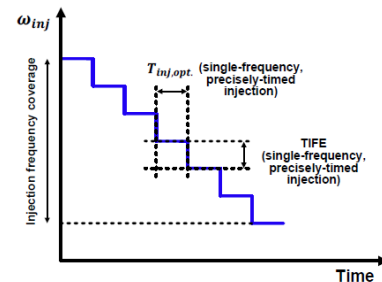 ω_inj
T_inj,opt. (single-frequency,
precisely-timed
injection)
Injection frequency coverage
TIFE
(single-frequency,
precisely-timed
injection)
Time